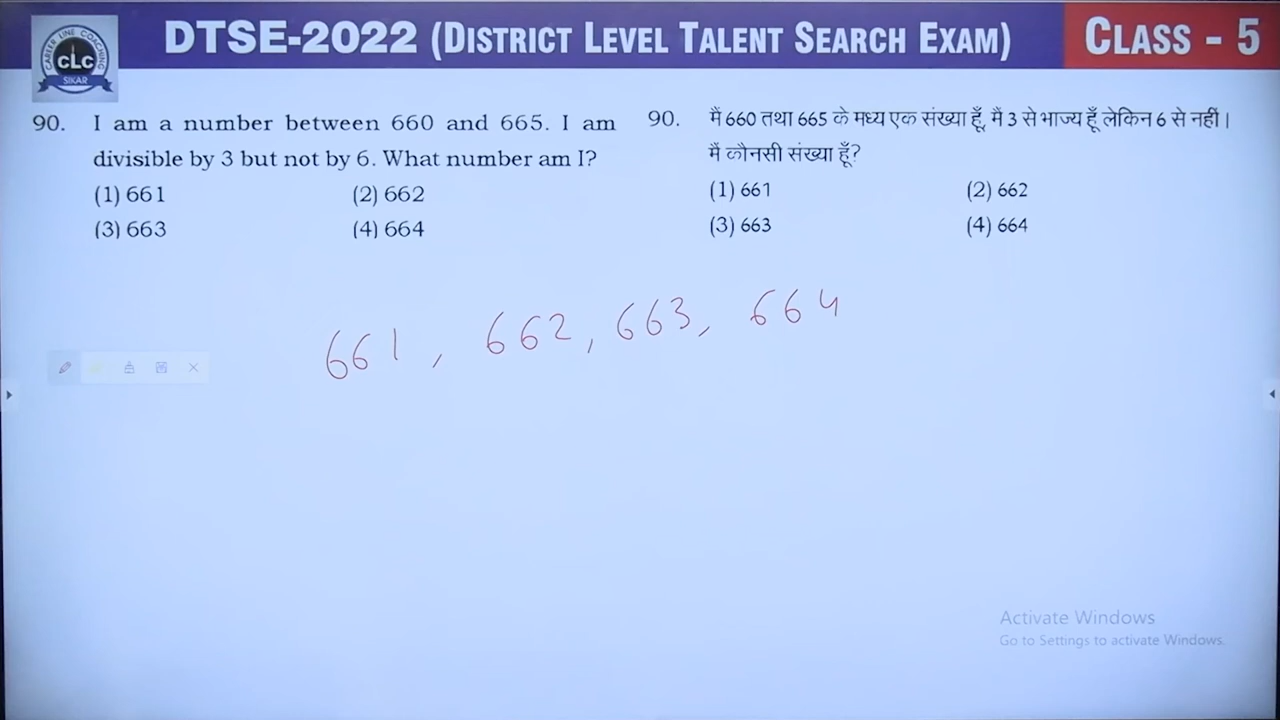 CAREER LINE COACHING
CLC
SIKAR
DTSE-2022 (DISTRICT LEVEL TALENT SEARCH EXAM)
CLASS - 5
90. I am a number between 660 and 665. I am
divisible by 3 but not by 6. What number am I?
(1) 661 (2) 662
(3) 663 (4) 664
90. मैं 660 तथा 665 के मध्य एक संख्या हूँ, मैं 3 से भाज्य हूँ लेकिन 6 से नहीं।
मैं कौनसी संख्या हूँ?
(1) 661 (2) 662
(3) 663 (4) 664
661, 662, 663, 664
Activate Windows
Go to Settings to activate Windows.